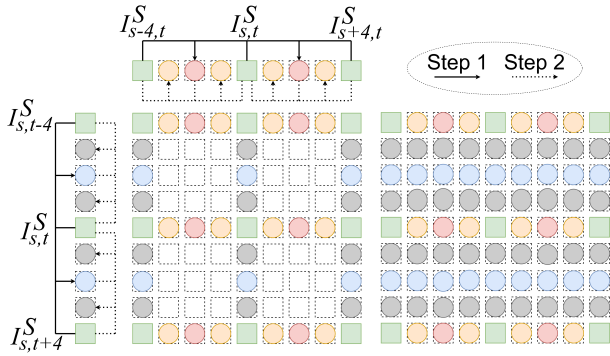 I^S_{s-4,t} I^S_{s,t} I^S_{s+4,t}
Step 1 Step 2
I^S_{s,t-4}
I^S_{s,t}
I^S_{s,t+4}